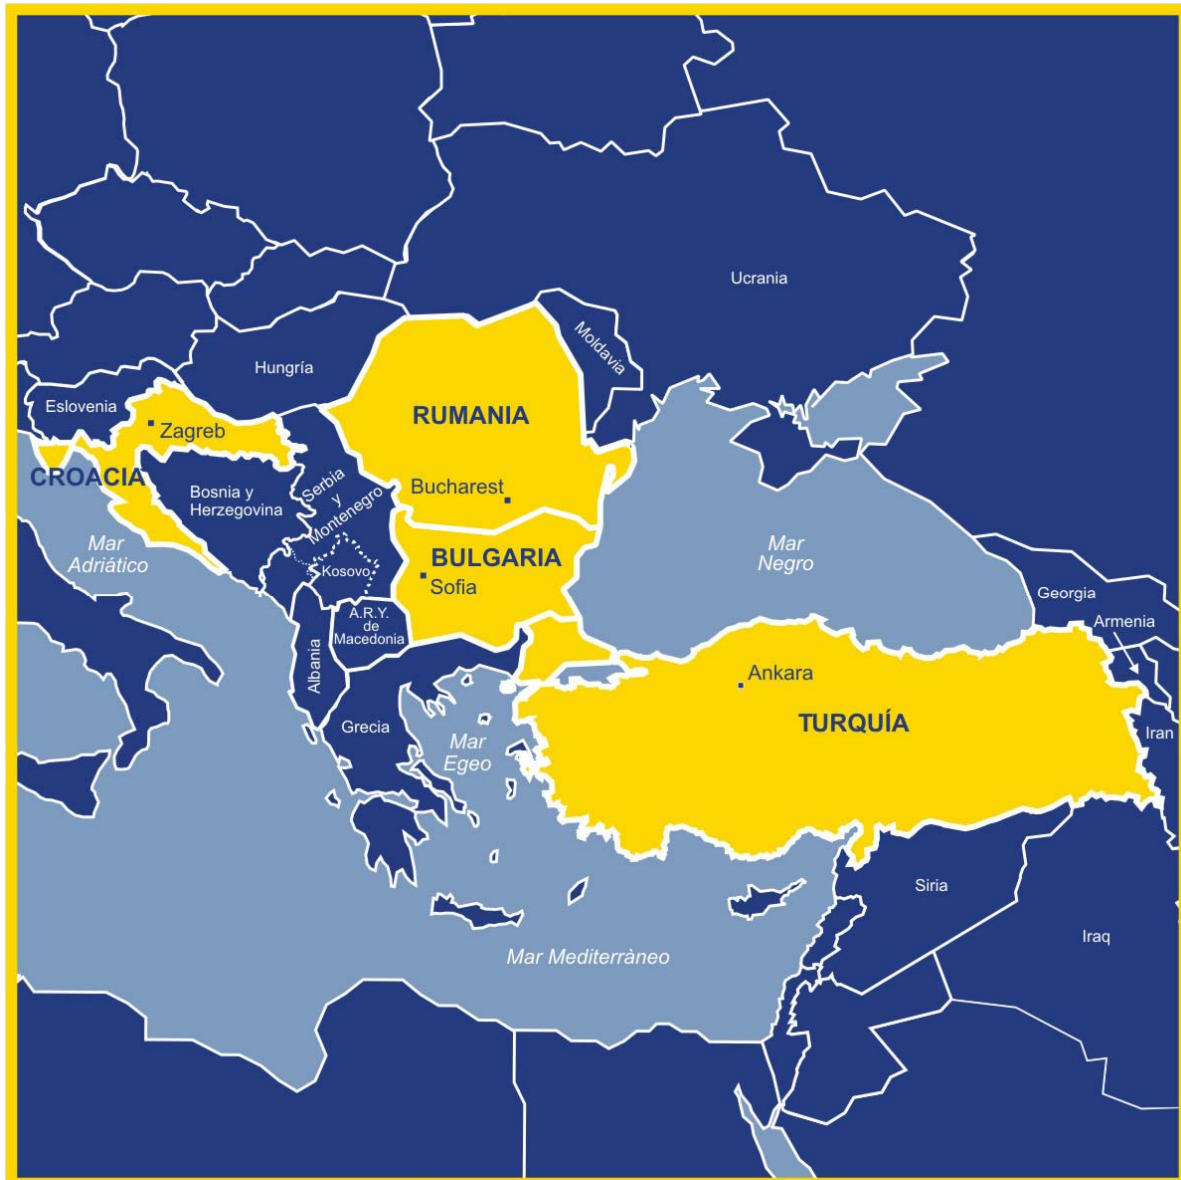 Ucrania
Moldavia
Hungría
Eslovenia
RUMANIA
Zagreb
CROACIA
Bucharest
Bosnia y
Herzegovina
Serbia
y
Montenegro
Mar
Adriático
BULGARIA
Mar
Negro
Kosovo
Sofia
Georgia
A.R.Y.
de
Macedonia
Armenia
Albania
Ankara
Grecia
TURQUÍA
Iran
Mar
Egeo
Siria
Iraq
Mar Mediterràneo